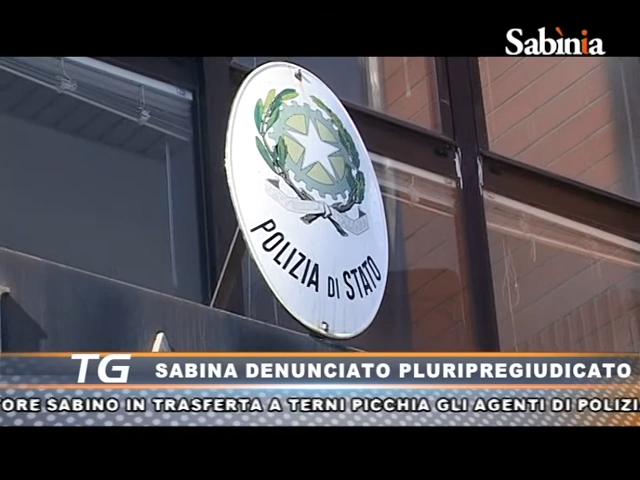 Sabìnia
POLIZIA DI STATO
TG SABINA DENUNCIATO PLURIPREGIUDICATO
SABINO IN TRASFERTA A TERNI PICCHIA GLI AGENTI DI